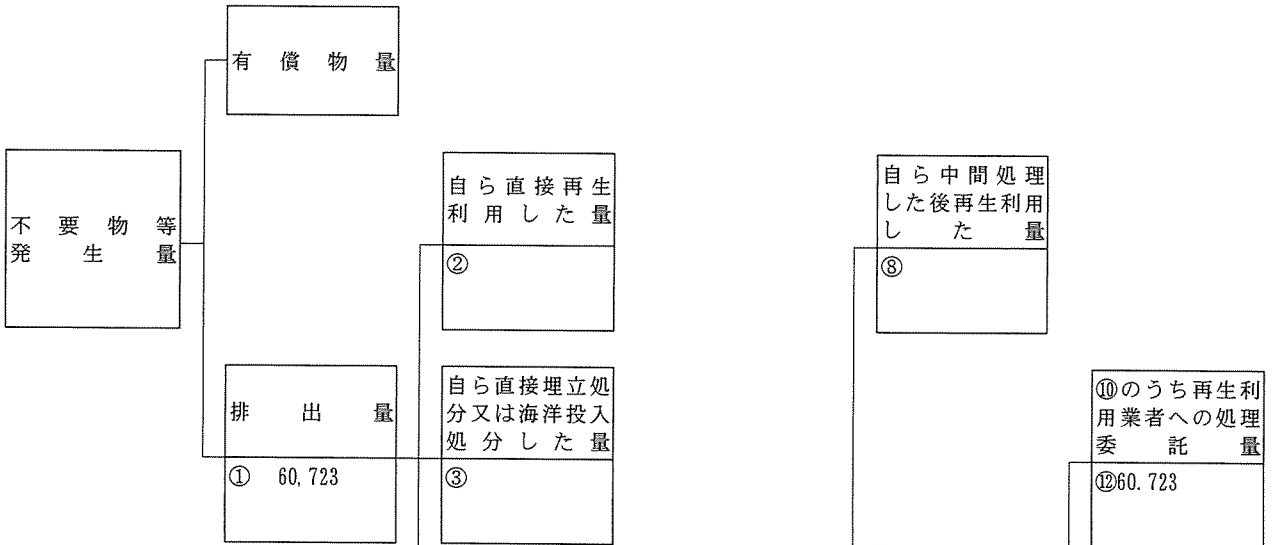 有償物量
不要物等
発生量
自ら直接再生
利用した量
②
自ら中間処理
した後再生利用
した量
⑧
排出量
① 60,723
自ら直接埋立処
分又は海洋投入
処分した量
③
⑩のうち再生利
用業者への処理
委託量
⑫60.723